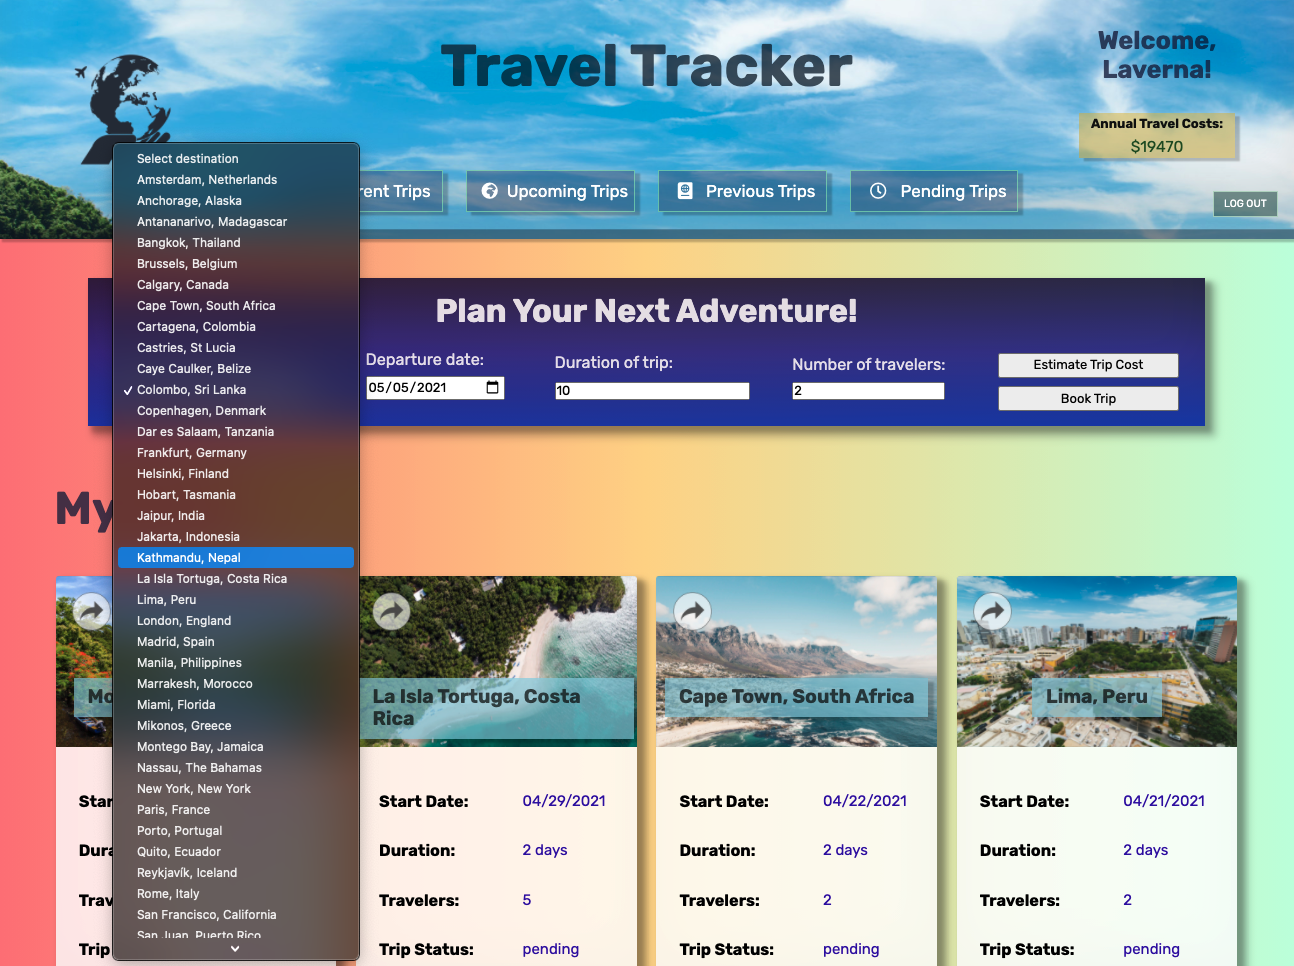 Travel Tracker
Welcome,
Laverna!
Annual Travel Costs:
$19470
rent Trips
Upcoming Trips
Previous Trips
Pending Trips
LOG OUT
Select destination
Amsterdam, Netherlands
Anchorage, Alaska
Antananarivo, Madagascar
Bangkok, Thailand
Brussels, Belgium
Calgary, Canada
Cape Town, South Africa
Cartagena, Colombia
Castries, St Lucia
Caye Caulker, Belize
✓ Colombo, Sri Lanka
Copenhagen, Denmark
Dar es Salaam, Tanzania
Frankfurt, Germany
Helsinki, Finland
Hobart, Tasmania
Jaipur, India
Jakarta, Indonesia
Kathmandu, Nepal
La Isla Tortuga, Costa Rica
Lima, Peru
London, England
Madrid, Spain
Manila, Philippines
Marrakesh, Morocco
Miami, Florida
Mikonos, Greece
Montego Bay, Jamaica
Nassau, The Bahamas
New York, New York
Paris, France
Porto, Portugal
Quito, Ecuador
Reykjavík, Iceland
Rome, Italy
San Francisco, California
San Juan, Puerto Rico
Plan Your Next Adventure!
Departure date:
05/05/2021
Duration of trip:
10
Number of travelers:
2
Estimate Trip Cost
Book Trip
My
Mo
Star
Dura
Trav
Trip
La Isla Tortuga, Costa
Rica
Start Date: 04/29/2021
Duration: 2 days
Travelers: 5
Trip Status: pending
Cape Town, South Africa
Start Date: 04/22/2021
Duration: 2 days
Travelers: 2
Trip Status: pending
Lima, Peru
Start Date: 04/21/2021
Duration: 2 days
Travelers: 2
Trip Status: pending